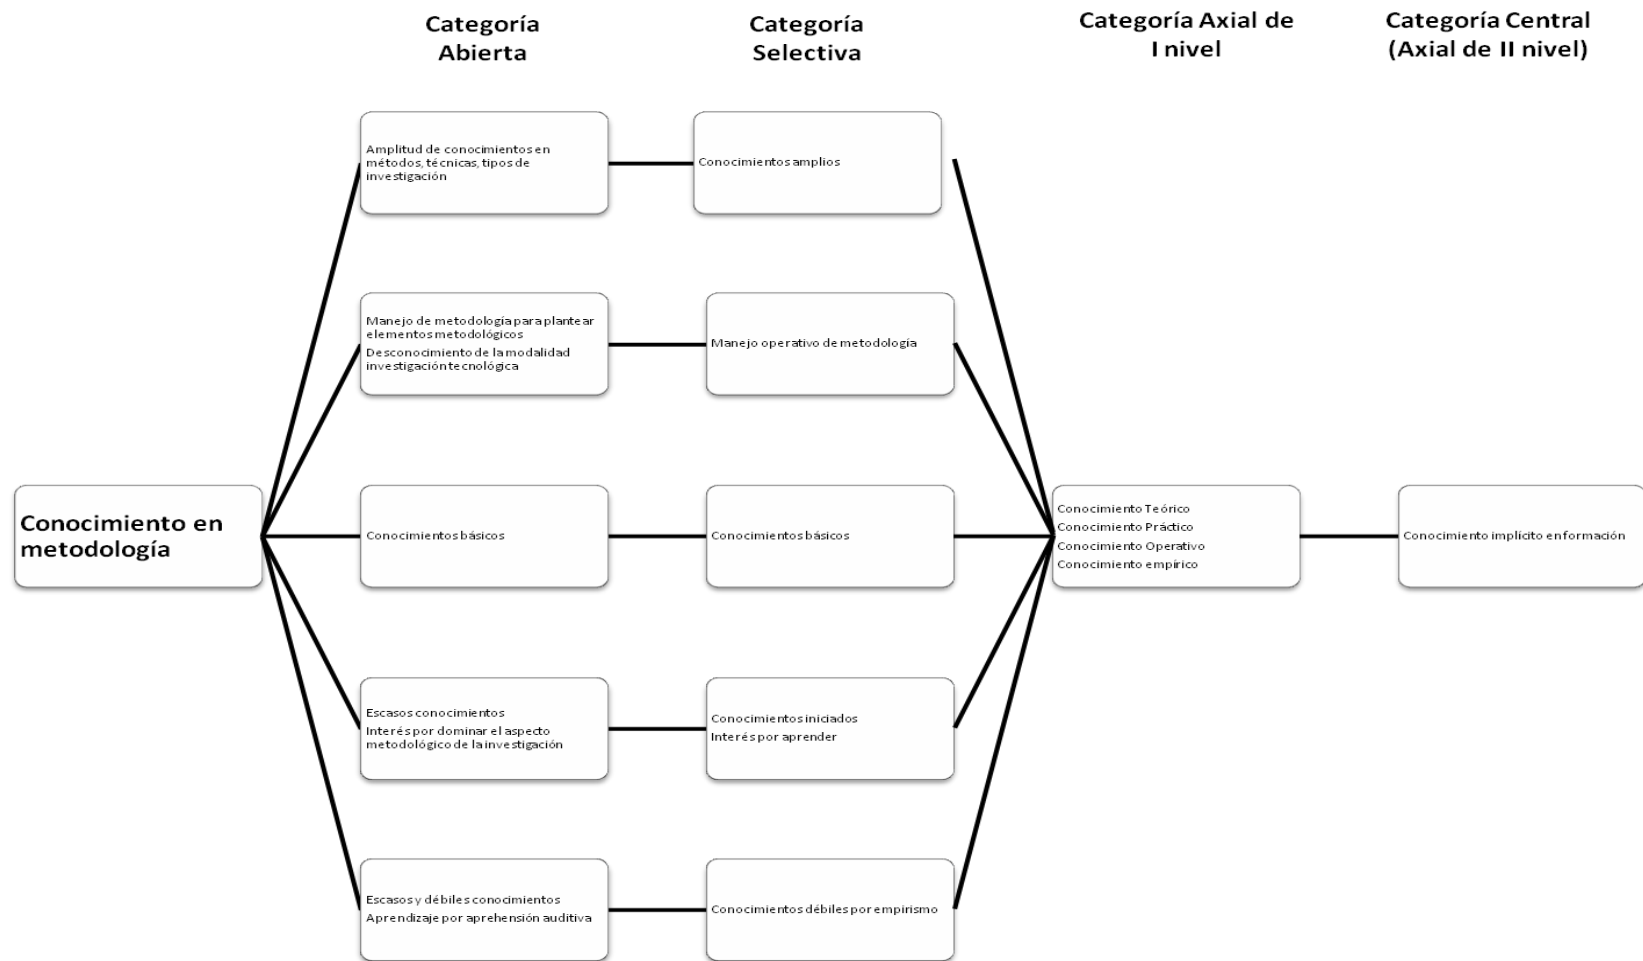 Categoría
Abierta
Categoría
Selectiva
Categoría Axial de
I nivel
Categoría Central
(Axial de II nivel)
Amplitud de conocimientos en
métodos, técnicas, tipos de
investigación
Conocimientos amplios
Manejo de metodología para plantear
elementos metodológicos
Desconocimiento de la modalidad
investigación tecnológica
Manejo operativo de metodología
Conocimiento en
metodología
Conocimientos básicos
Conocimientos básicos
Conocimiento Teórico
Conocimiento Práctico
Conocimiento Operativo
Conocimiento empírico
Conocimiento implícito en formación
Escasos conocimientos
Interés por dominar el aspecto
metodológico de la investigación
Conocimientos iniciados
Interés por aprender
Escasos y débiles conocimientos
Aprendizaje por aprehensión auditiva
Conocimientos débiles por empirismo